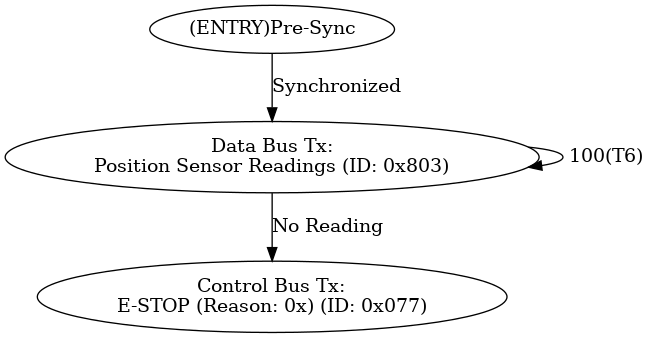 (ENTRY)Pre-Sync
Synchronized
Data Bus Tx:
Position Sensor Readings (ID: 0x803)
100(T6)
No Reading
Control Bus Tx:
E-STOP (Reason: 0x) (ID: 0x077)